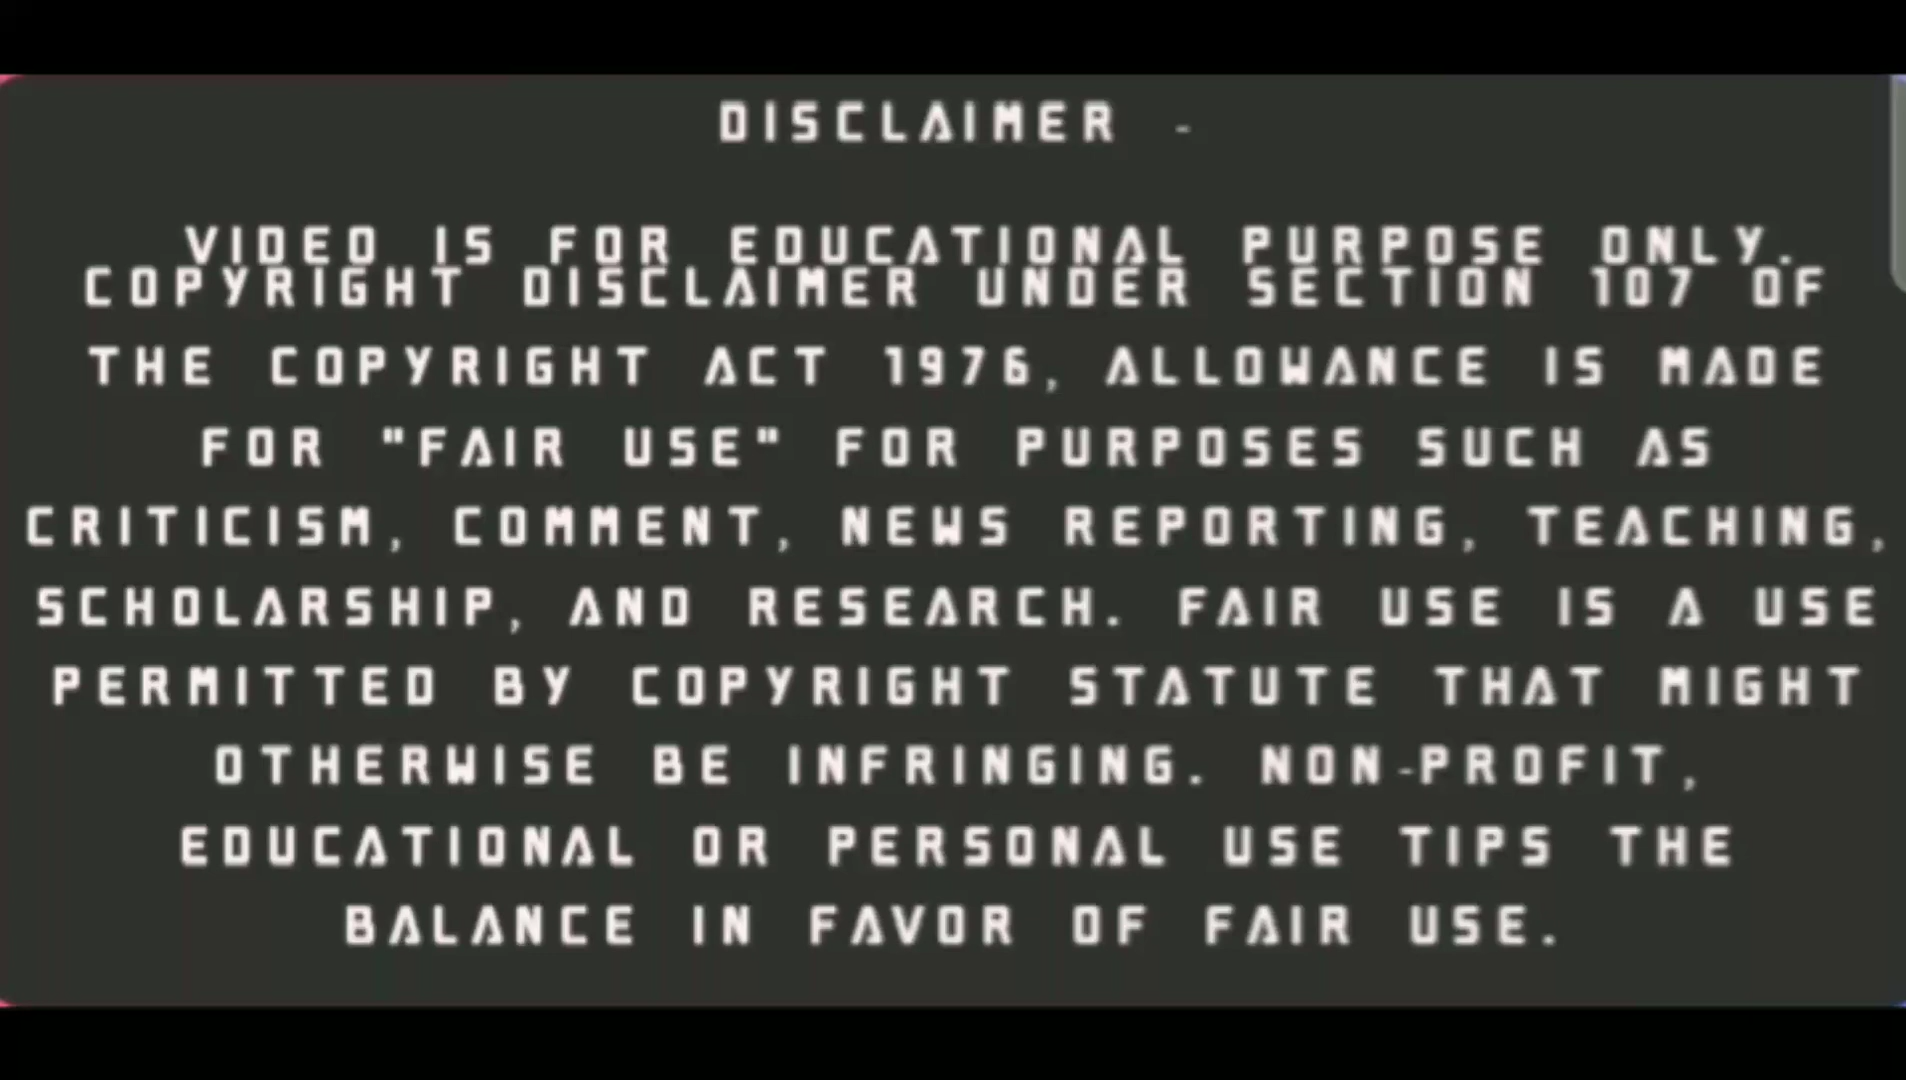 DISCLAIMER -
VIDEO IS FOR EDUCATIONAL PURPOSE ONLY.
COPYRIGHT DISCLAIMER UNDER SECTION 107 OF
THE COPYRIGHT ACT 1976, ALLOWANCE IS MADE
FOR "FAIR USE" FOR PURPOSES SUCH AS
CRITICISM, COMMENT, NEWS REPORTING, TEACHING,
SCHOLARSHIP, AND RESEARCH. FAIR USE IS A USE
PERMITTED BY COPYRIGHT STATUTE THAT MIGHT
OTHERWISE BE INFRINGING. NON-PROFIT,
EDUCATIONAL OR PERSONAL USE TIPS THE
BALANCE IN FAVOR OF FAIR USE.